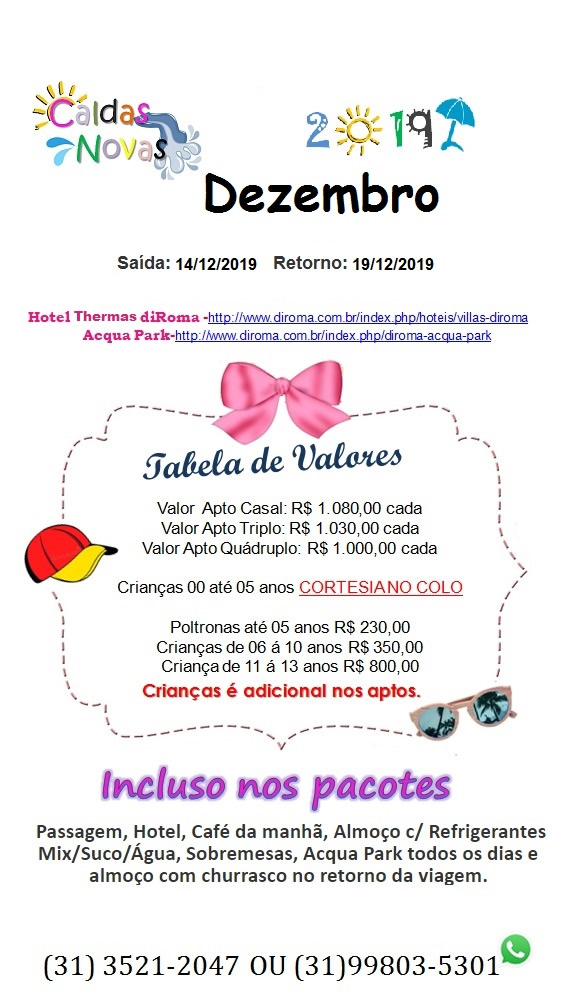 Caldas
Novas
2019
Dezembro
Saída: 14/12/2019 Retorno: 19/12/2019
Hotel Thermas diRoma -http://www.diroma.com.br/index.php/hoteis/villas-diroma
Acqua Park-http://www.diroma.com.br/index.php/diroma-acqua-park
Tabela de Valores
Valor Apto Casal: R$ 1.080,00 cada
Valor Apto Triplo: R$ 1.030,00 cada
Valor Apto Quádruplo: R$ 1.000,00 cada
Crianças 00 até 05 anos CORTESIANO COLO
Poltronas até 05 anos R$ 230,00
Crianças de 06 á 10 anos R$ 350,00
Criança de 11 á 13 anos R$ 800,00
Crianças é adicional nos aptos.
Incluso nos pacotes
Passagem, Hotel, Café da manhã, Almoço c/ Refrigerantes
Mix/Suco/Água, Sobremesas, Acqua Park todos os dias e
almoço com churrasco no retorno da viagem.
(31) 3521-2047 OU (31)99803-5301